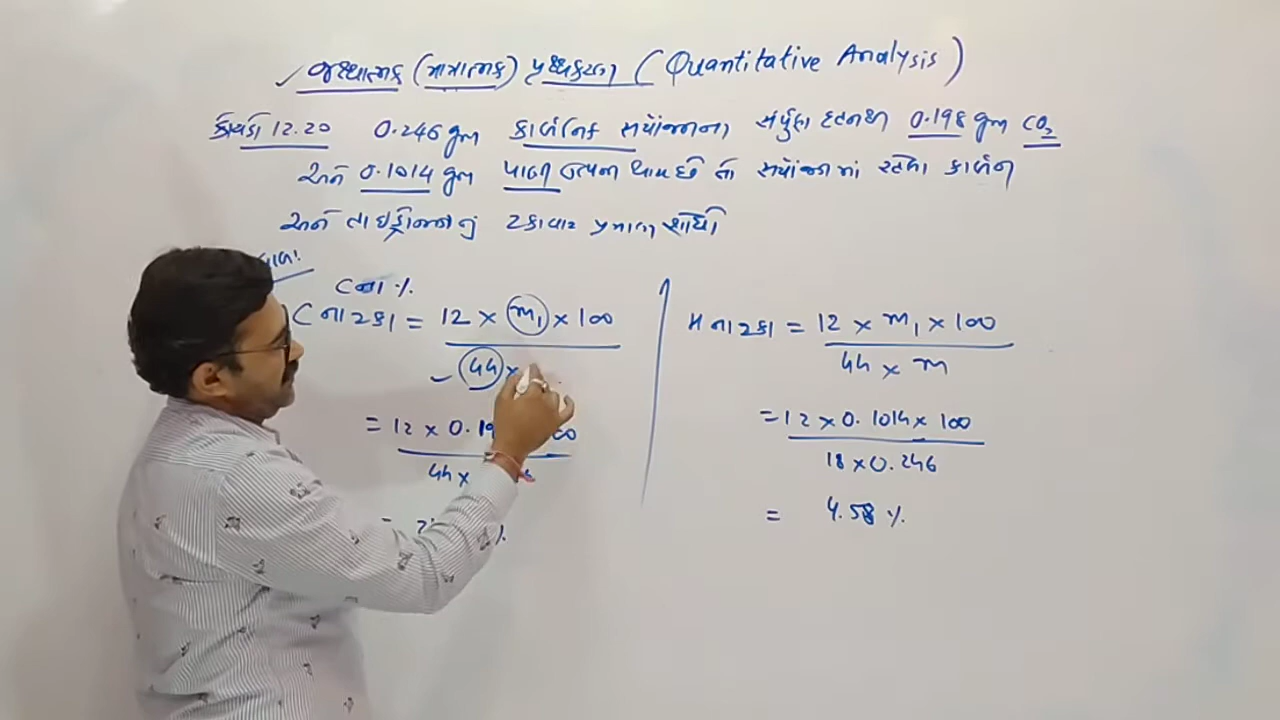 જથ્થાત્મક (માત્રાત્મક) પૃથ્થકરણ (Quantitative Analysis)
કોયડો 12.20 0.246 gm કાર્બનિક સંયોજનના સંપૂર્ણ દહનથી 0.198 gm CO2
અને 0.1014 gm પાણી ઉત્પન્ન થાય છે તો સંયોજનમાં રહેલા કાર્બન
અને હાઇડ્રોજનનું ટકાવાર પ્રમાણ શોધો
C ના %
C ના ટકા = 12 × m1 × 100
44 ×
= 12 × 0.19
44 ×
=
%
H ના ટકા = 12 × m1 × 100
44 × m
= 12 × 0.1014 × 100
18 × 0.246
= 4.58 %